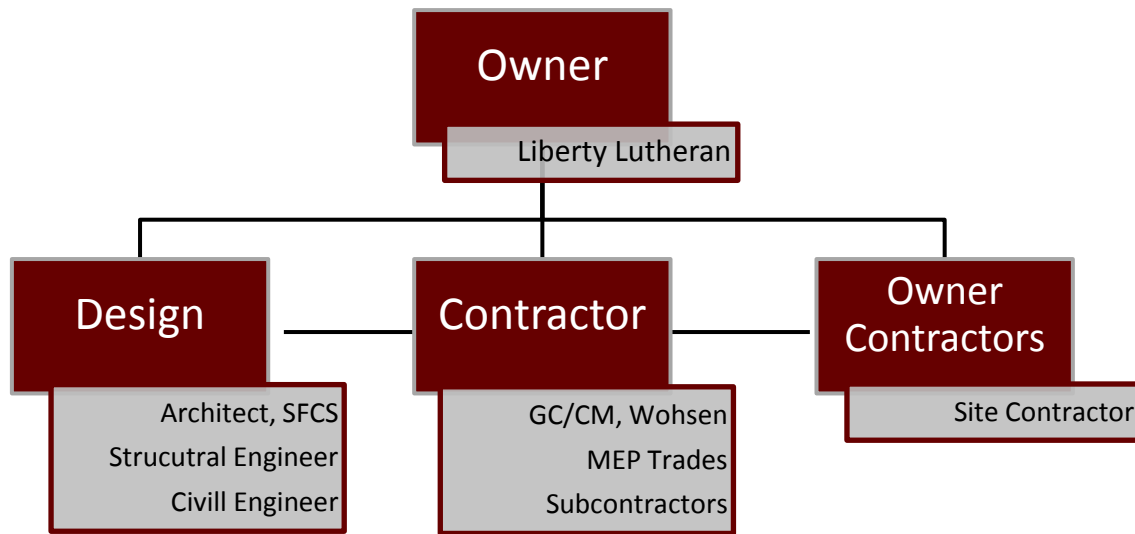 Owner
Liberty Lutheran
Design
Architect, SFCS
Strucutral Engineer
Civill Engineer
Contractor
GC/CM, Wohsen
MEP Trades
Subcontractors
Owner
Contractors
Site Contractor